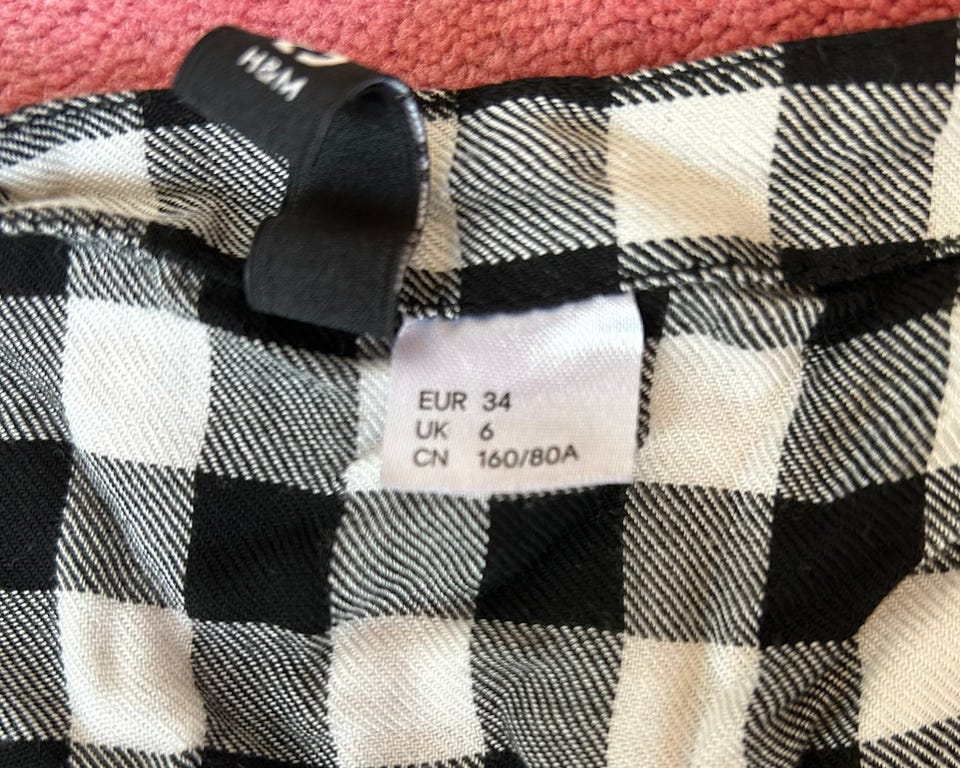 H&M
EUR 34
UK 6
CN 160/80A